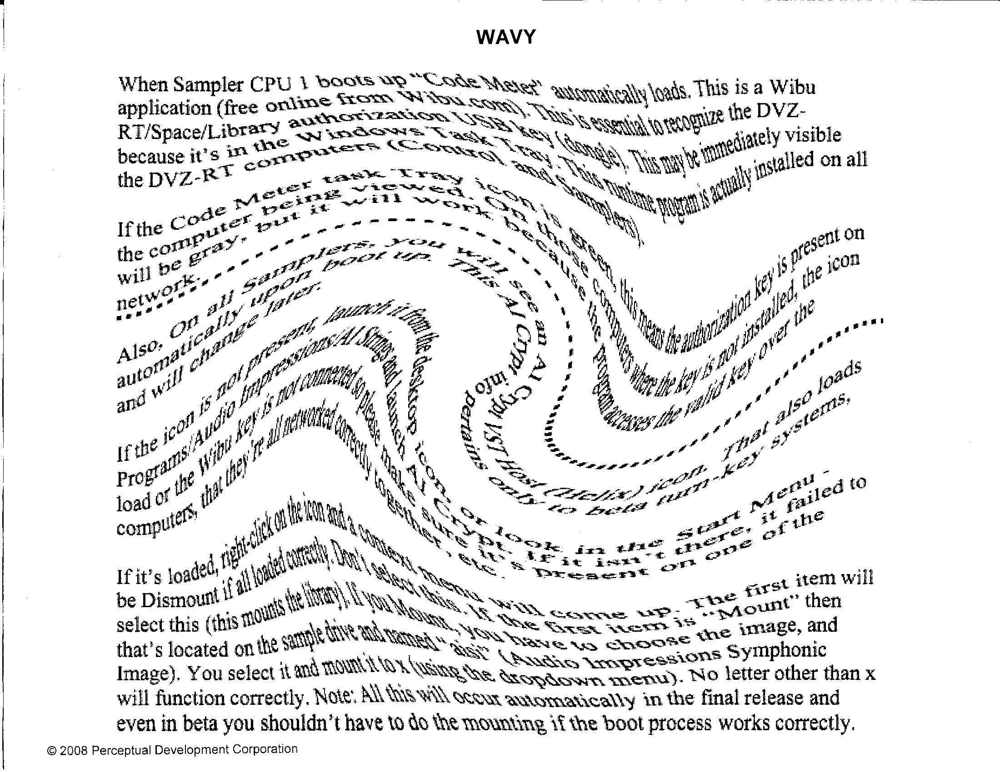 WAVY
When Sampler CPU 1 boots up “Code Meter” automatically loads. This is a Wibu
application (free online from Wibu.com). This is essential to recognize the DVZ-
RT/Space/Library authorization USB key (dongle). This may be immediately visible
because it's in the Windows Task Tray. This runtime program is actually installed on all
the DVZ-RT computers (Control and Samplers).
If the Code Meter task Tray icon is green, this means the authorization key is present on
the computer being viewed. On those computers where the key is not installed, the icon
will be gray, but it will work because the program accesses the valid key over the
network.
Also, On all Samplers, you will see an AI Crypt VST Host (Helix) icon. That also loads
automatically upon boot up. This AI Crypt info pertains only to beta turn-key systems,
and will change later.
If the icon is not present, launch it from the desktop icon, or look in the Start Menu -
Programs/Audio Impressions/AI Strings and launch AI Crypt. If it isn't there, it failed to
load or the Wibu key is not connected so please make sure it's present on one of the
computers, that they're all networked correctly together, etc.
If it's loaded, right-click on the icon and a context menu will come up. The first item will
be Dismount if all loaded correctly. Don't select this. If the first item is “Mount” then
select this (this mounts the library). If you Mount, you have to choose the image, and
that's located on the sample drive and named “aisi” (Audio Impressions Symphonic
Image). You select it and mount it to x (using the dropdown menu). No letter other than x
will function correctly. Note: All this will occur automatically in the final release and
even in beta you shouldn't have to do the mounting if the boot process works correctly.
© 2008 Perceptual Development Corporation